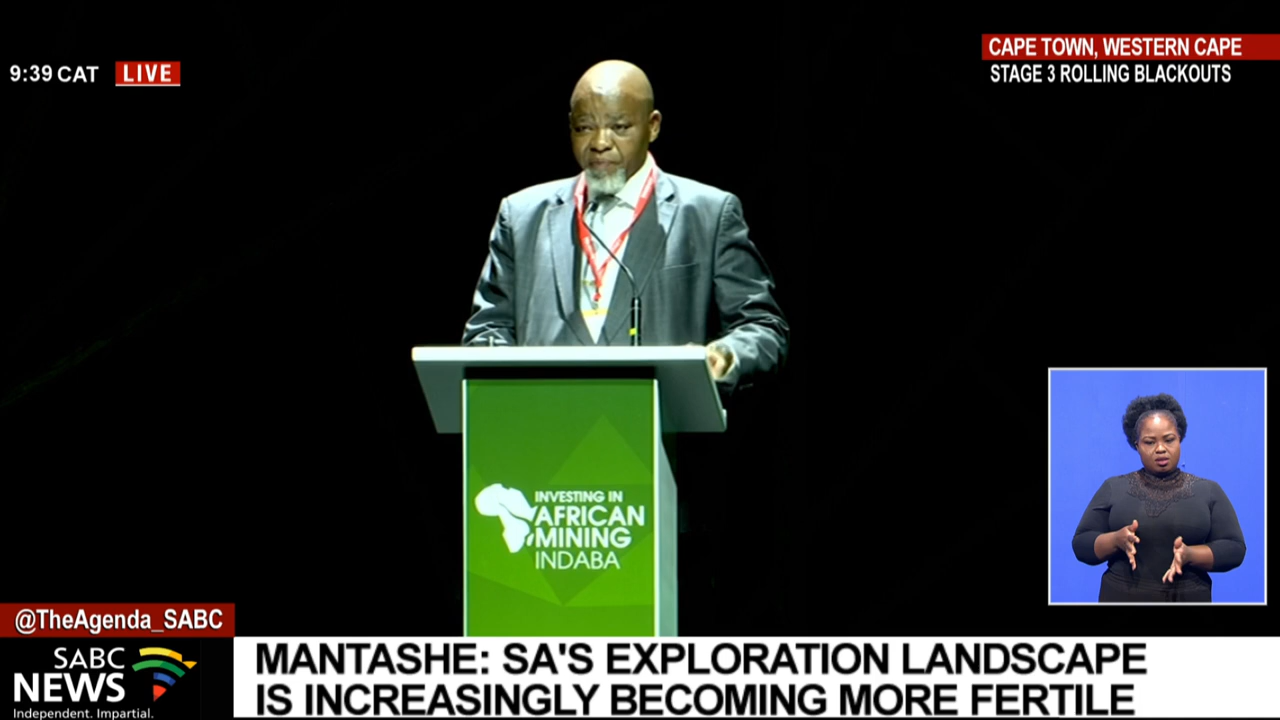 9:39 CAT LIVE
CAPE TOWN, WESTERN CAPE
STAGE 3 ROLLING BLACKOUTS
INVESTING IN
AFRICAN
MINING
INDABA
@TheAgenda_SABC
SABC
NEWS
Independent. Impartial.
MANTASHE: SA'S EXPLORATION LANDSCAPE
IS INCREASINGLY BECOMING MORE FERTILE